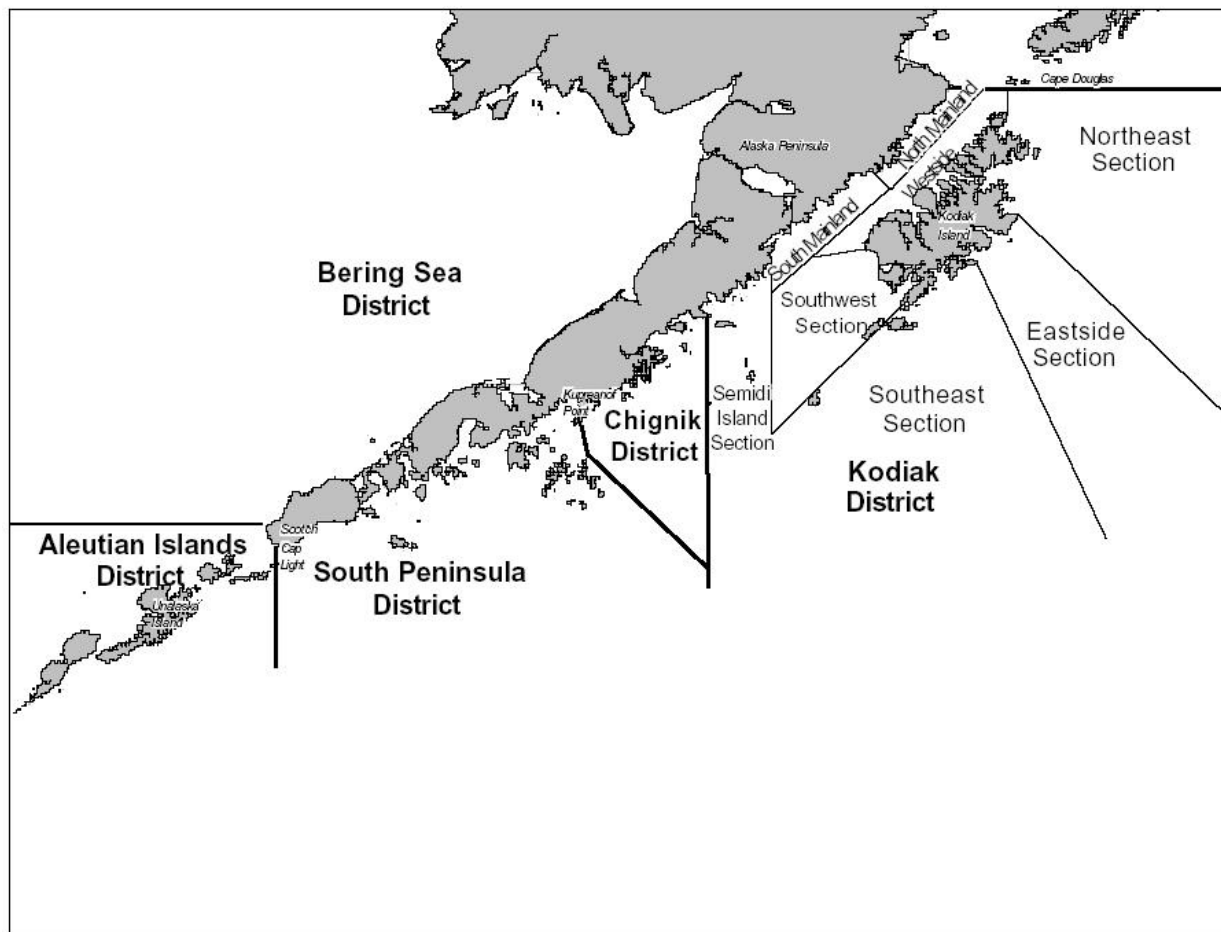 Cape Douglas
Northeast
Section
North Mainland
Alaska Peninsula
Westside
Kodiak
Island
South Mainland
Bering Sea
District
Southwest
Section
Eastside
Section
Kupreanof
Point
Chignik
District
Semidi
Island
Section
Southeast
Section
Kodiak
District
Scotch
Cap
Light
Aleutian Islands
District
South Peninsula
District
Unalaska
Island